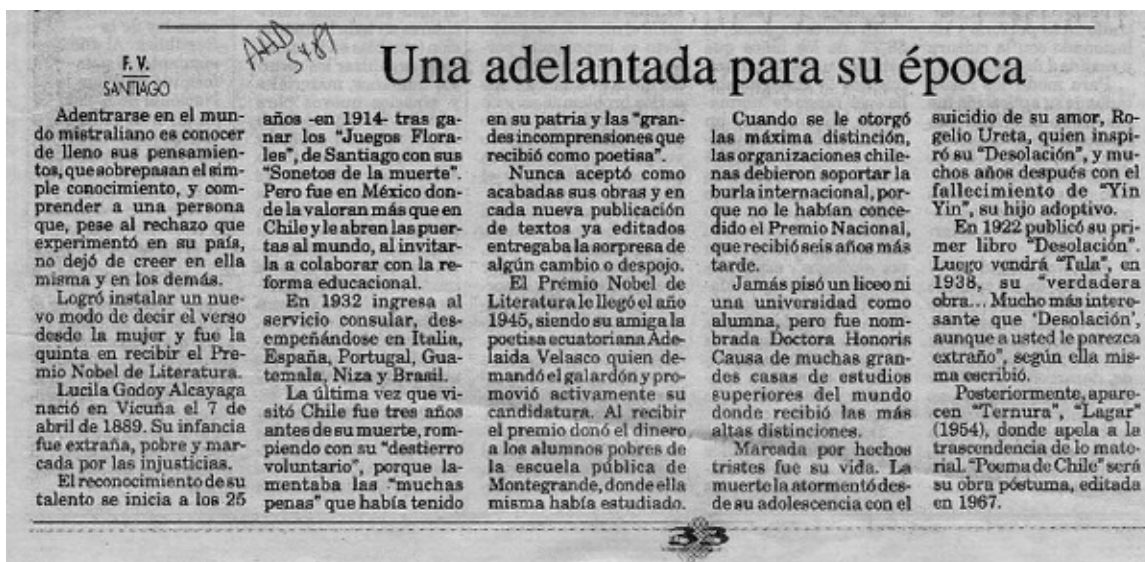 AAD
5487
Una adelantada para su época
F. V.
SANTIAGO
Adentrarse en el mun-
do mistraliano es conocer
de lleno sus pensamien-
tos, que sobrepasan el sim-
ple conocimiento, y com-
prender a una persona
que, pese al rechazo que
experimentó en su país,
no dejó de creer en ella
misma y en los demás.
Logró instalar un nue-
vo modo de decir el verso
desde la mujer y fue la
quinta en recibir el Pre-
mio Nobel de Literatura.
Lucila Godoy Alcayaga
nació en Vicuña el 7 de
abril de 1889. Su infancia
fue extraña, pobre y mar-
cada por las injusticias.
El reconocimiento de su
talento se inicia a los 25
años -en 1914- tras ga-
nar los "Juegos Flora-
les", de Santiago con sus
"Sonetos de la muerte".
Pero fue en México don-
de la valoran más que en
Chile y le abren las puer-
tas al mundo, al invitar-
la a colaborar con la re-
forma educacional.
En 1932 ingresa al
servicio consular, des-
empeñándose en Italia,
España, Portugal, Gua-
temala, Niza y Brasil.
La última vez que vi-
sitó Chile fue tres años
antes de su muerte, rom-
piendo con su "destierro
voluntario", porque la-
mentaba las "muchas
penas" que había tenido
en su patria y las "gran-
des incomprensiones que
recibió como poetisa".
Nunca aceptó como
acabadas sus obras y en
cada nueva publicación
de textos ya editados
entregaba la sorpresa de
algún cambio o despojo.
El Premio Nobel de
Literatura le llegó el año
1945, siendo su amiga la
poetisa ecuatoriana Ade-
laida Velasco quien de-
mandó el galardón y pro-
movió activamente su
candidatura. Al recibir
el premio donó el dinero
a los alumnos pobres de
la escuela pública de
Montegrande, donde ella
misma había estudiado.
Cuando se le otorgó
las máxima distinción,
las organizaciones chile-
nas debieron soportar la
burla internacional, por-
que no le habían conce-
dido el Premio Nacional,
que recibió seis años más
tarde.
Jamás pisó un liceo ni
una universidad como
alumna, pero fue nom-
brada Doctora Honoris
Causa de muchas gran-
des casas de estudios
superiores del mundo
donde recibió las más
altas distinciones.
Marcada por hechos
tristes fue su vida. La
muerte la atormentó des-
de su adolescencia con el
suicidio de su amor, Ro-
gelio Ureta, quien inspi-
ró su "Desolación", y mu-
chos años después con el
fallecimiento de "Yin
Yin", su hijo adoptivo.
En 1922 publicó su pri-
mer libro "Desolación".
Luego vendrá "Tala", en
1938, su "verdadera
obra... Mucho más intere-
sante que 'Desolación',
aunque a usted le parezca
extraño", según ella mis-
ma escribió.
Posteriormente, apare-
cen "Ternura", "Lagar"
(1954), donde apela a la
trascendencia de lo mate-
rial. "Poema de Chile" será
su obra póstuma, editada
en 1967.
33